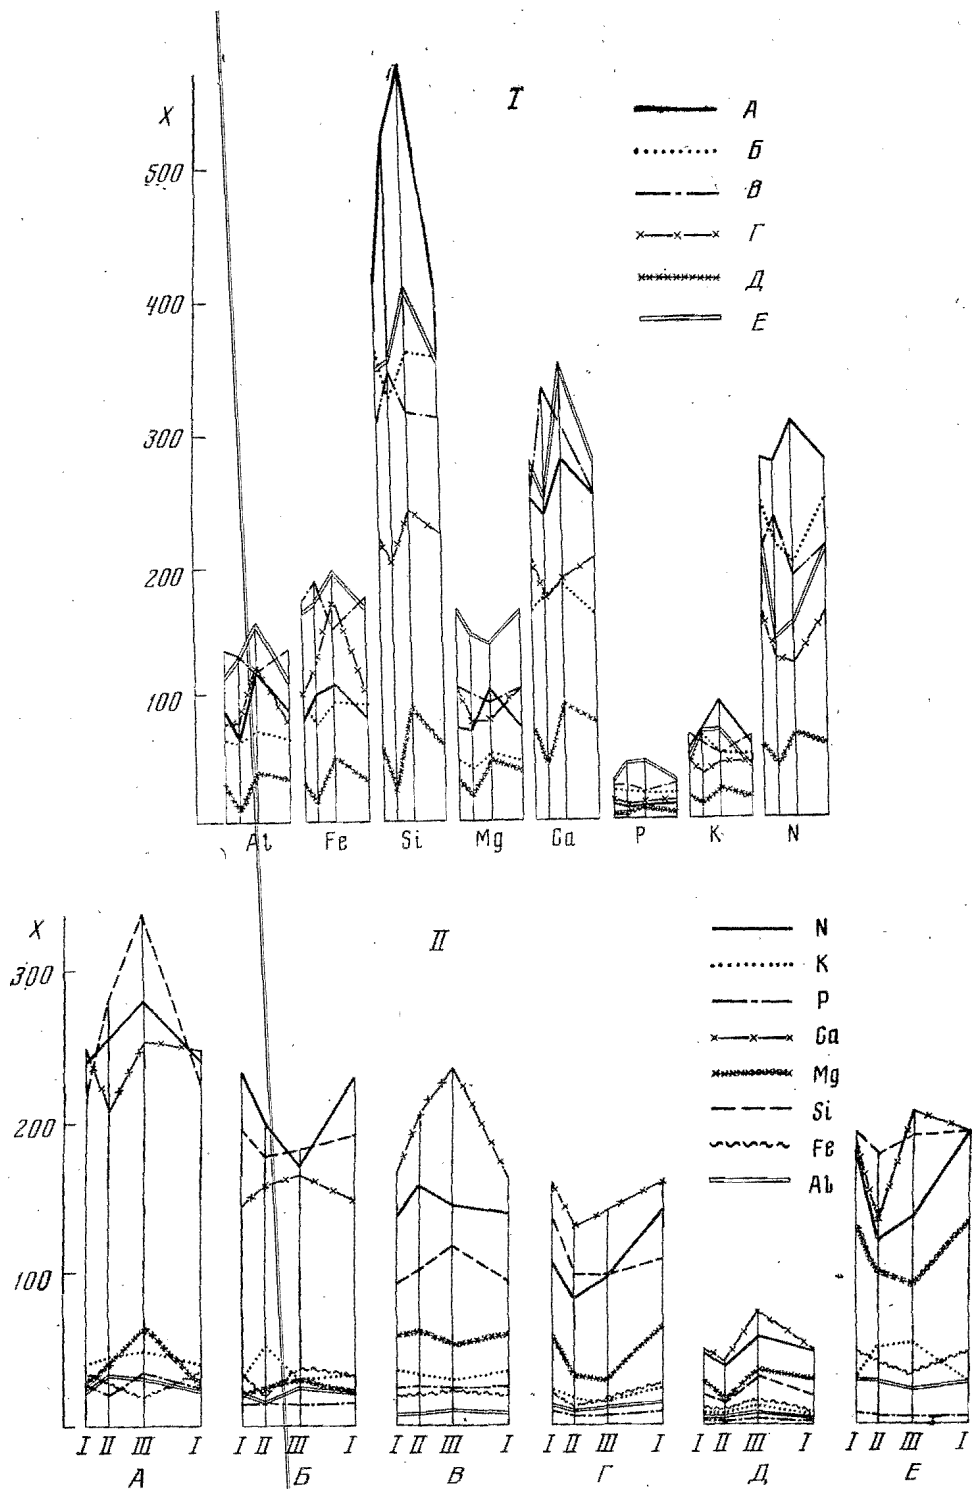 I
X
500
400
300
200
100
А
Б
В
Г
Д
Е
Al Fe Si Mg Ca P K N
II
X
300
200
100
N
K
P
Ca
Mg
Si
Fe
Al
I II III I I II III I I II III I I II III I I II III I I II III I
А Б В Г Д Е